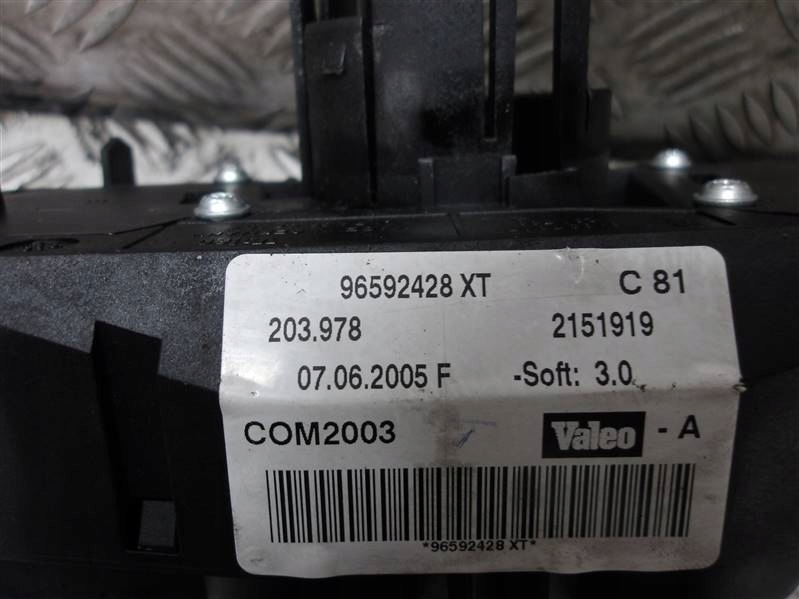 96592428 XT C 81
203.978 2151919
07.06.2005 F -Soft: 3.0
COM2003 Valeo - A
*96592428 XT*